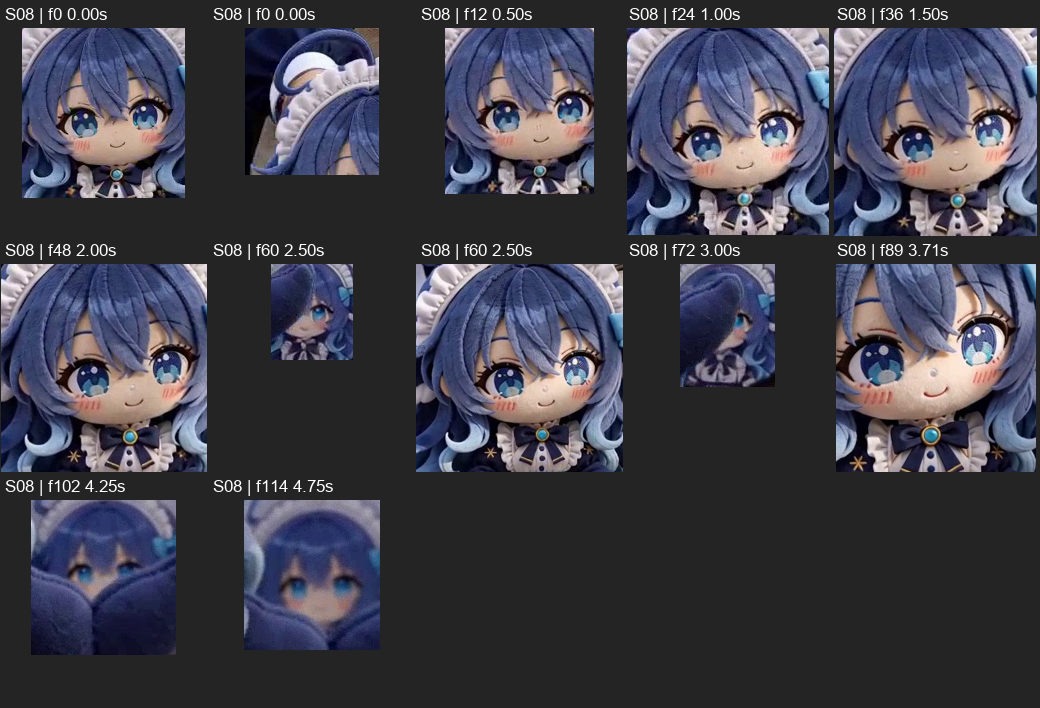 S08 | f0 0.00s
S08 | f0 0.00s
S08 | f12 0.50s
S08 | f24 1.00s
S08 | f36 1.50s
S08 | f48 2.00s
S08 | f60 2.50s
S08 | f60 2.50s
S08 | f72 3.00s
S08 | f89 3.71s
S08 | f102 4.25s
S08 | f114 4.75s